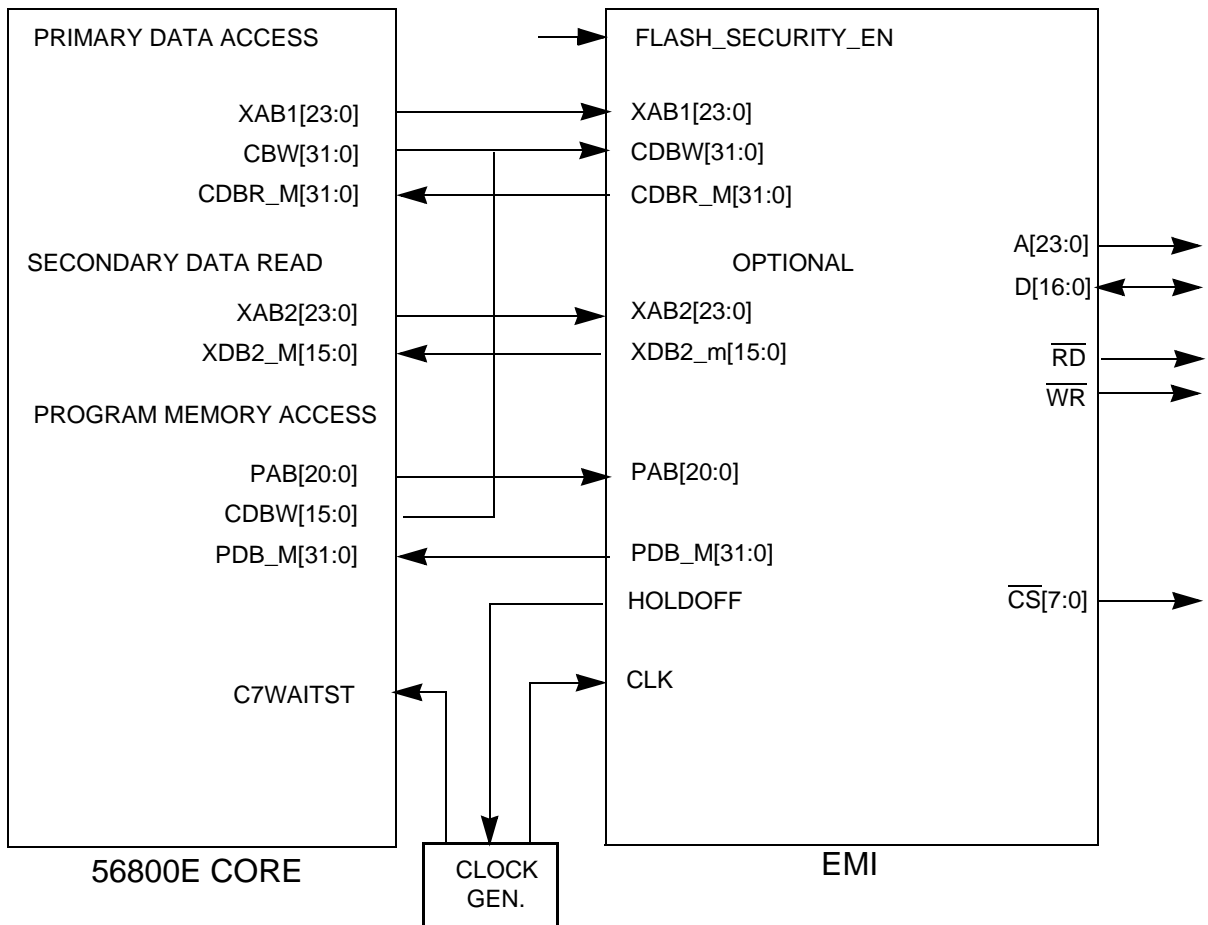 PRIMARY DATA ACCESS
XAB1[23:0]
CBW[31:0]
CDBR_M[31:0]
SECONDARY DATA READ
XAB2[23:0]
XDB2_M[15:0]
PROGRAM MEMORY ACCESS
PAB[20:0]
CDBW[15:0]
PDB_M[31:0]
C7WAITST
56800E CORE
CLOCK
GEN.
FLASH_SECURITY_EN
XAB1[23:0]
CDBW[31:0]
CDBR_M[31:0]
OPTIONAL
XAB2[23:0]
XDB2_m[15:0]
PAB[20:0]
PDB_M[31:0]
HOLDOFF
CLK
A[23:0]
D[16:0]
R̅D̅
W̅R̅
C̅S̅[7:0]
EMI